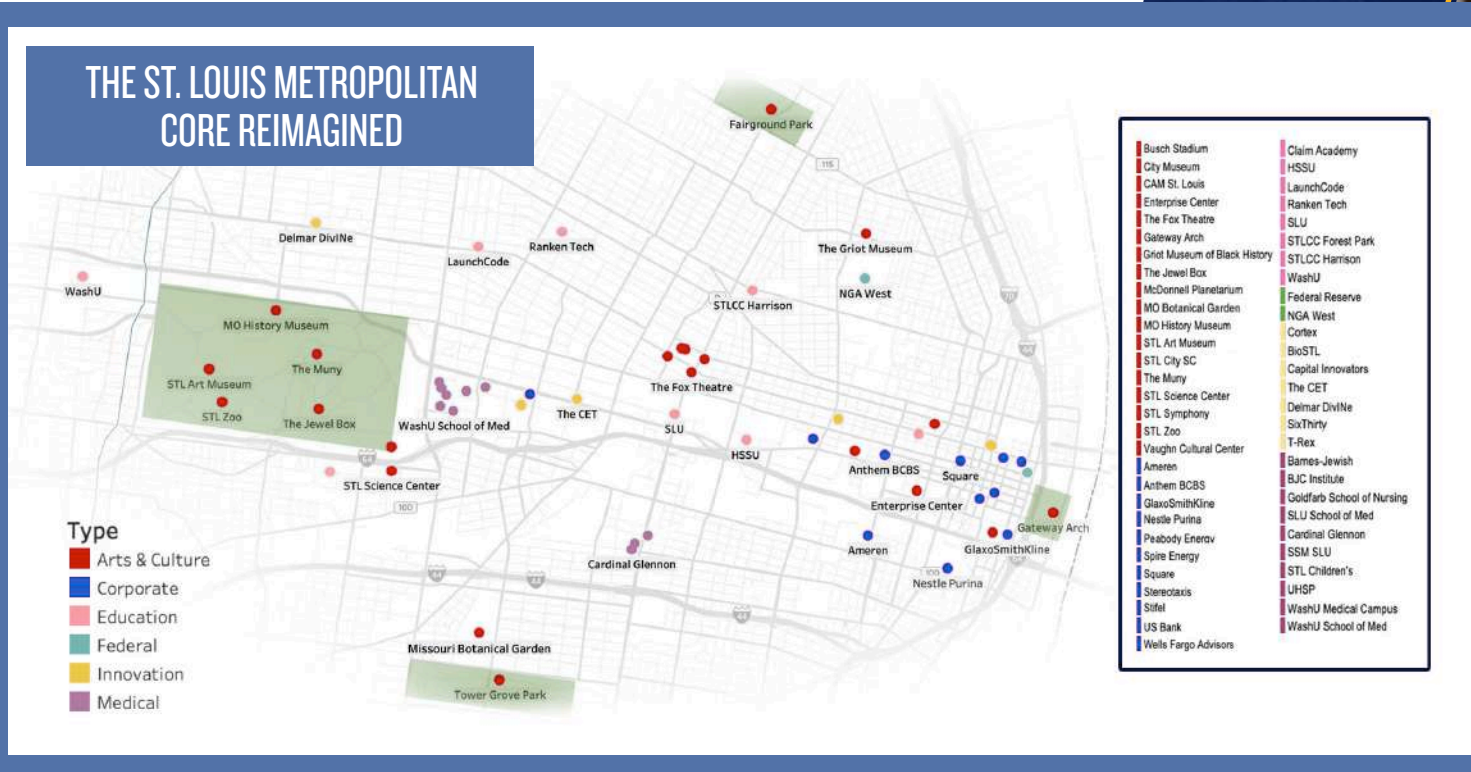 THE ST. LOUIS METROPOLITAN
CORE REIMAGINED
Fairground Park
115
Delmar DivINe
Ranken Tech
LaunchCode
The Griot Museum
WashU
NGA West
STLCC Harrison
70
MO History Museum
The Muny
STL Art Museum
The Fox Theatre
STL Zoo
The Jewel Box
WashU School of Med
The CET
SLU
HSSU
64
STL Science Center
Anthem BCBS
Square
100
Enterprise Center
Gateway Arch
Ameren
GlaxoSmithKline
Cardinal Glennon
100
Nestle Purina
44
44
44
Missouri Botanical Garden
Tower Grove Park
Type
Arts & Culture
Corporate
Education
Federal
Innovation
Medical
Busch Stadium
City Museum
CAM St. Louis
Enterprise Center
The Fox Theatre
Gateway Arch
Griot Museum of Black History
The Jewel Box
McDonnell Planetarium
MO Botanical Garden
MO History Museum
STL Art Museum
STL City SC
The Muny
STL Science Center
STL Symphony
STL Zoo
Vaughn Cultural Center
Ameren
Anthem BCBS
GlaxoSmithKline
Nestle Purina
Peabody Energy
Spire Energy
Square
Stereotaxis
Stifel
US Bank
Wells Fargo Advisors
Claim Academy
HSSU
LaunchCode
Ranken Tech
SLU
STLCC Forest Park
STLCC Harrison
WashU
Federal Reserve
NGA West
Cortex
BioSTL
Capital Innovators
The CET
Delmar DivINe
SixThirty
T-Rex
Barnes-Jewish
BJC Institute
Goldfarb School of Nursing
SLU School of Med
Cardinal Glennon
SSM SLU
STL Children's
UHSP
WashU Medical Campus
WashU School of Med